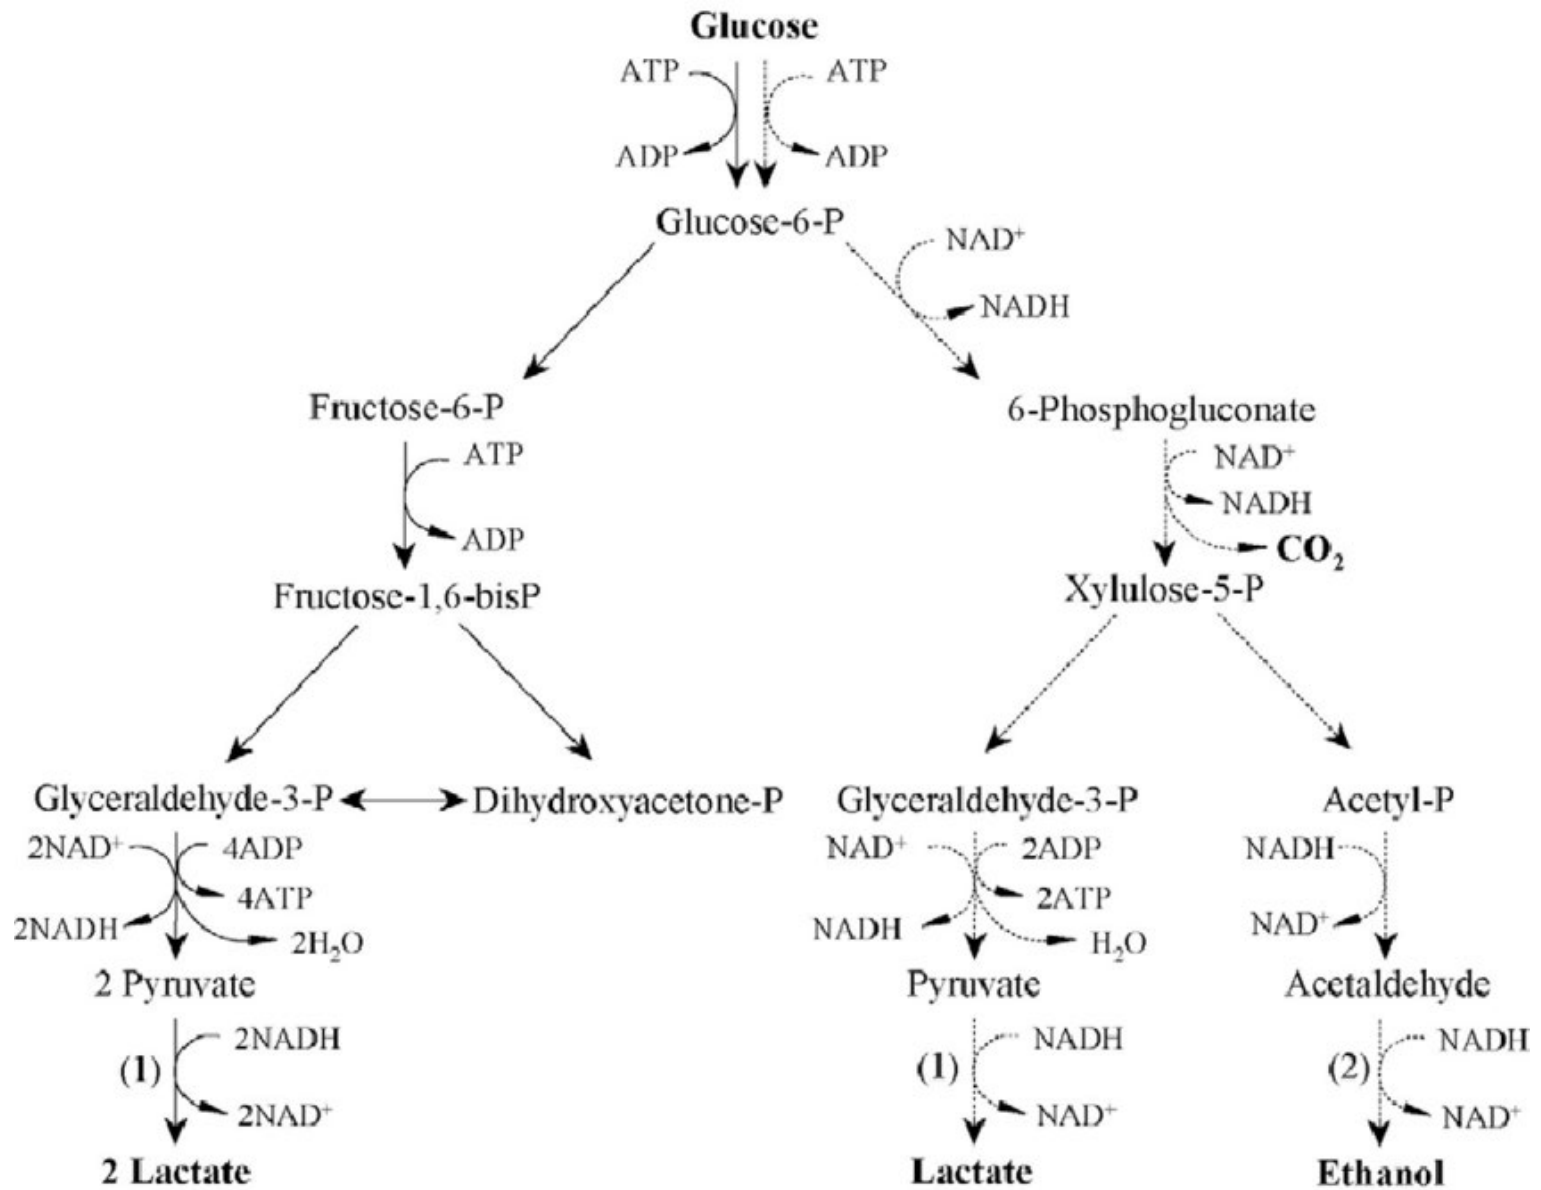 Glucose
ATP ATP
ADP ADP
Glucose-6-P
NAD⁺
NADH
Fructose-6-P
6-Phosphogluconate
ATP
NAD⁺
NADH
ADP
CO₂
Fructose-1,6-bisP
Xylulose-5-P
Glyceraldehyde-3-P Dihydroxyacetone-P Glyceraldehyde-3-P Acetyl-P
2NAD⁺ 4ADP NAD⁺ 2ADP NADH
4ATP 2ATP
2NADH 2H₂O NADH H₂O NAD⁺
2 Pyruvate Pyruvate Acetaldehyde
2NADH NADH NADH
(1) (1) (2)
2NAD⁺ NAD⁺ NAD⁺
2 Lactate Lactate Ethanol